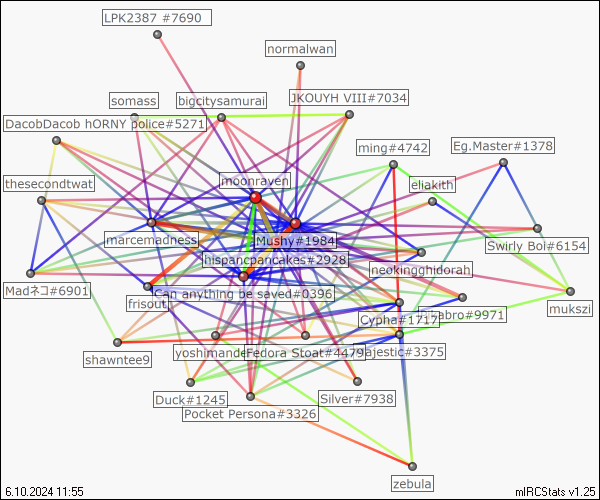 LPK2387 #7690
normalwan
somass
bigcitysamurai
JKOUYH VIII#7034
DacobDacob hORNY police#5271
ming#4742
Eg.Master#1378
thesecondtwat
moonraven
eliakith
marcemadness
Mushy#1984
Swirly Boi#6154
hispancpancakes#2928
neokingghidorah
Madネコ#6901
frisout
Can anything be saved#0396
mukszi
Cypha#1717
#9971
shawntee9
Fedora Stoat#4479
ajestic#3375
Duck#1245
Silver#7938
Pocket Persona#3326
zebula
6.10.2024 11:55
mIRCStats v1.25